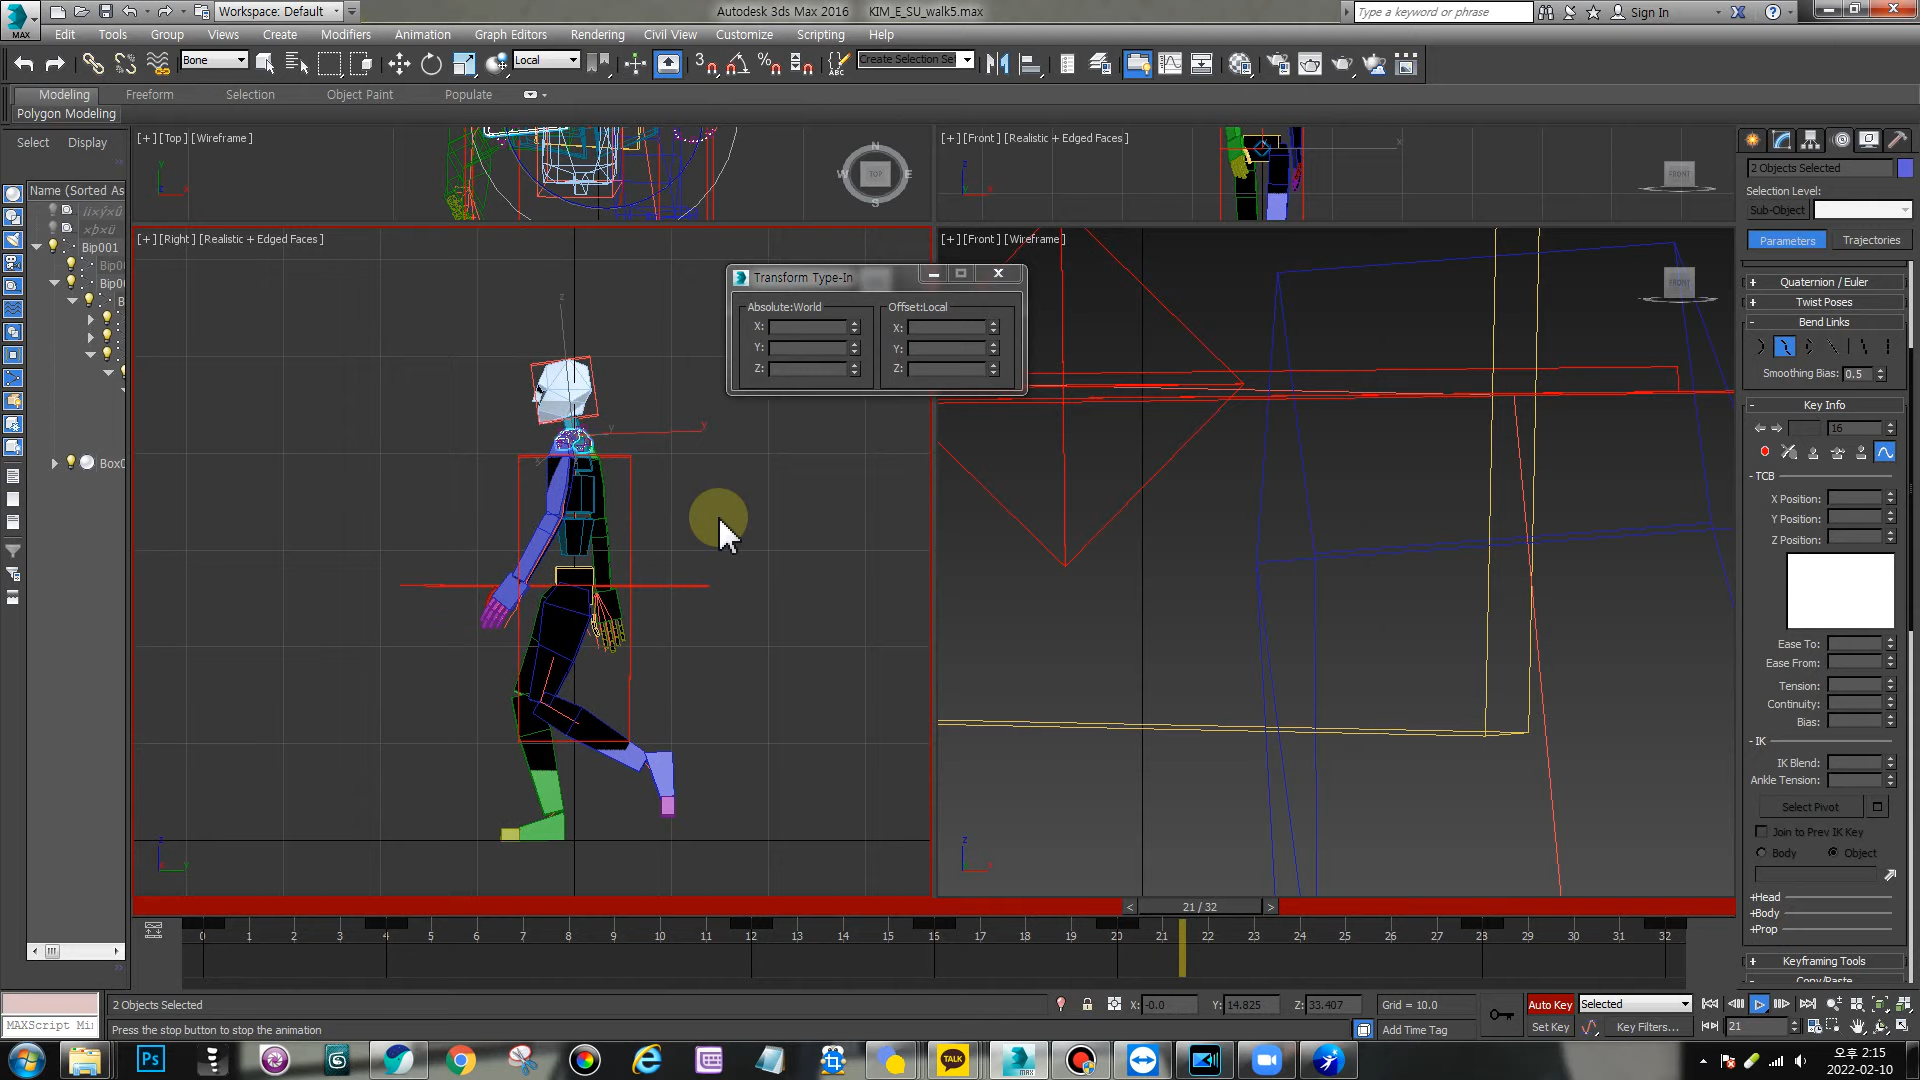 Workspace: Default
Autodesk 3ds Max 2016 KIM_E_SU_walk5.max
Type a keyword or phrase
Sign In
MAX
Edit Tools Group Views Create Modifiers Animation Graph Editors Rendering Civil View Customize Scripting Help
Bone
Local
Create Selection Se
Modeling Freeform Selection Object Paint Populate
Polygon Modeling
Select Display
Name (Sorted As
Bip001
Bip0
Bip0
B
Box0
[+] [Top ] [Wireframe ]
[+] [Front ] [Realistic + Edged Faces ]
TOP
N
W
E
S
FRONT
[+] [Right ] [Realistic + Edged Faces ]
[+] [Front ] [Wireframe ]
FRONT
Transform Type-In
Absolute:World
Offset:Local
X:
X:
Y:
Y:
Z:
Z:
2 Objects Selected
Selection Level:
Sub-Object
Parameters Trajectories
+ Quaternion / Euler
+ Twist Poses
- Bend Links
Smoothing Bias: 0.5
- Key Info
16
- TCB
X Position:
Y Position:
Z Position:
Ease To:
Ease From:
Tension:
Continuity:
Bias:
- IK
IK Blend:
Ankle Tension:
Select Pivot
Join to Prev IK Key
Body Object
+Head
+Body
+Prop
+ Keyframing Tools
Copy/Paste
< 21 / 32 >
0 1 2 3 4 5 6 7 8 9 10 11 12 13 14 15 16 17 18 19 20 21 22 23 24 25 26 27 28 29 30 31 32
2 Objects Selected
X: -0.0 Y: 14.825 Z: 33.407 Grid = 10.0
Auto Key Selected
MAXScript Mi
Press the stop button to stop the animation
Add Time Tag
Set Key Key Filters...
21
Ps
TALK
MAX
오후 2:15
2022-02-10